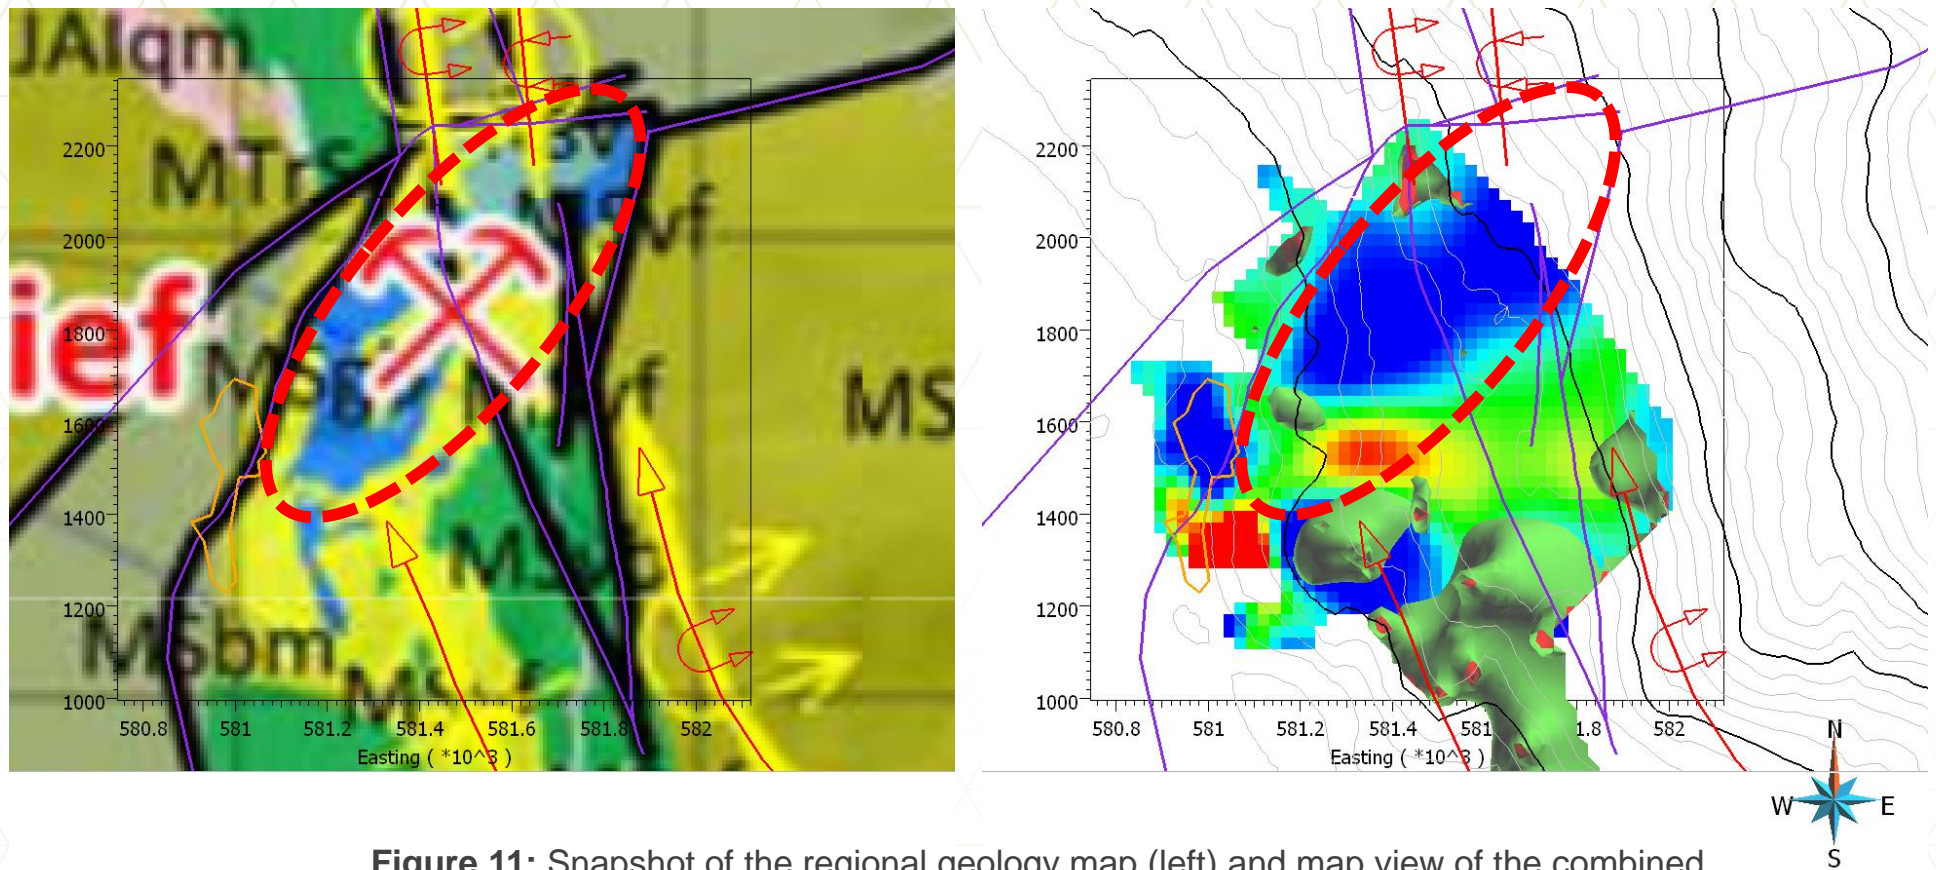 JAlqm
MTrS
Sv
vf
ief
MSB
vf
MS
MSvb
MSbm
MSvf
2200
2000
1800
1600
1400
1200
1000
580.8 581 581.2 581.4 581.6 581.8 582
Easting ( *10^3 )
2200
2000
1800
1600
1400
1200
1000
580.8 581 581.2 581.4 581 1.8 582
Easting ( *10^3 )
N
W E
S
Figure 11: Snapshot of the regional geology map (left) and map view of the combined